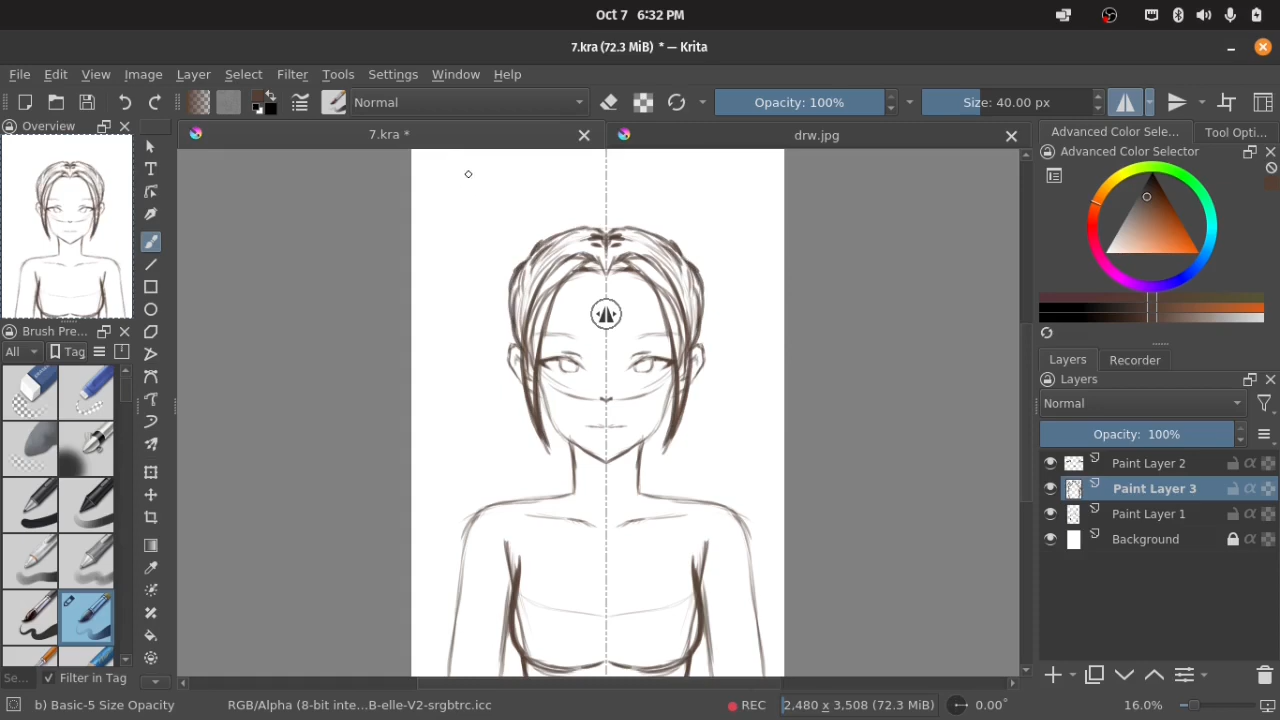 Oct 7 6:32 PM
7.kra (72.3 MiB) * — Krita
File Edit View Image Layer Select Filter Tools Settings Window Help
Normal Opacity: 100% Size: 40.00 px
Overview 7.kra * drw.jpg Advanced Color Sele... Tool Opti...
Advanced Color Selector
Brush Pre...
All Tag
Layers Recorder
Layers
Normal
Opacity: 100%
Paint Layer 2
Paint Layer 3
Paint Layer 1
Background
Se... Filter in Tag
b) Basic-5 Size Opacity RGB/Alpha (8-bit inte...B-elle-V2-srgbtrc.icc REC 2,480 x 3,508 (72.3 MiB) 0.00° 16.0%